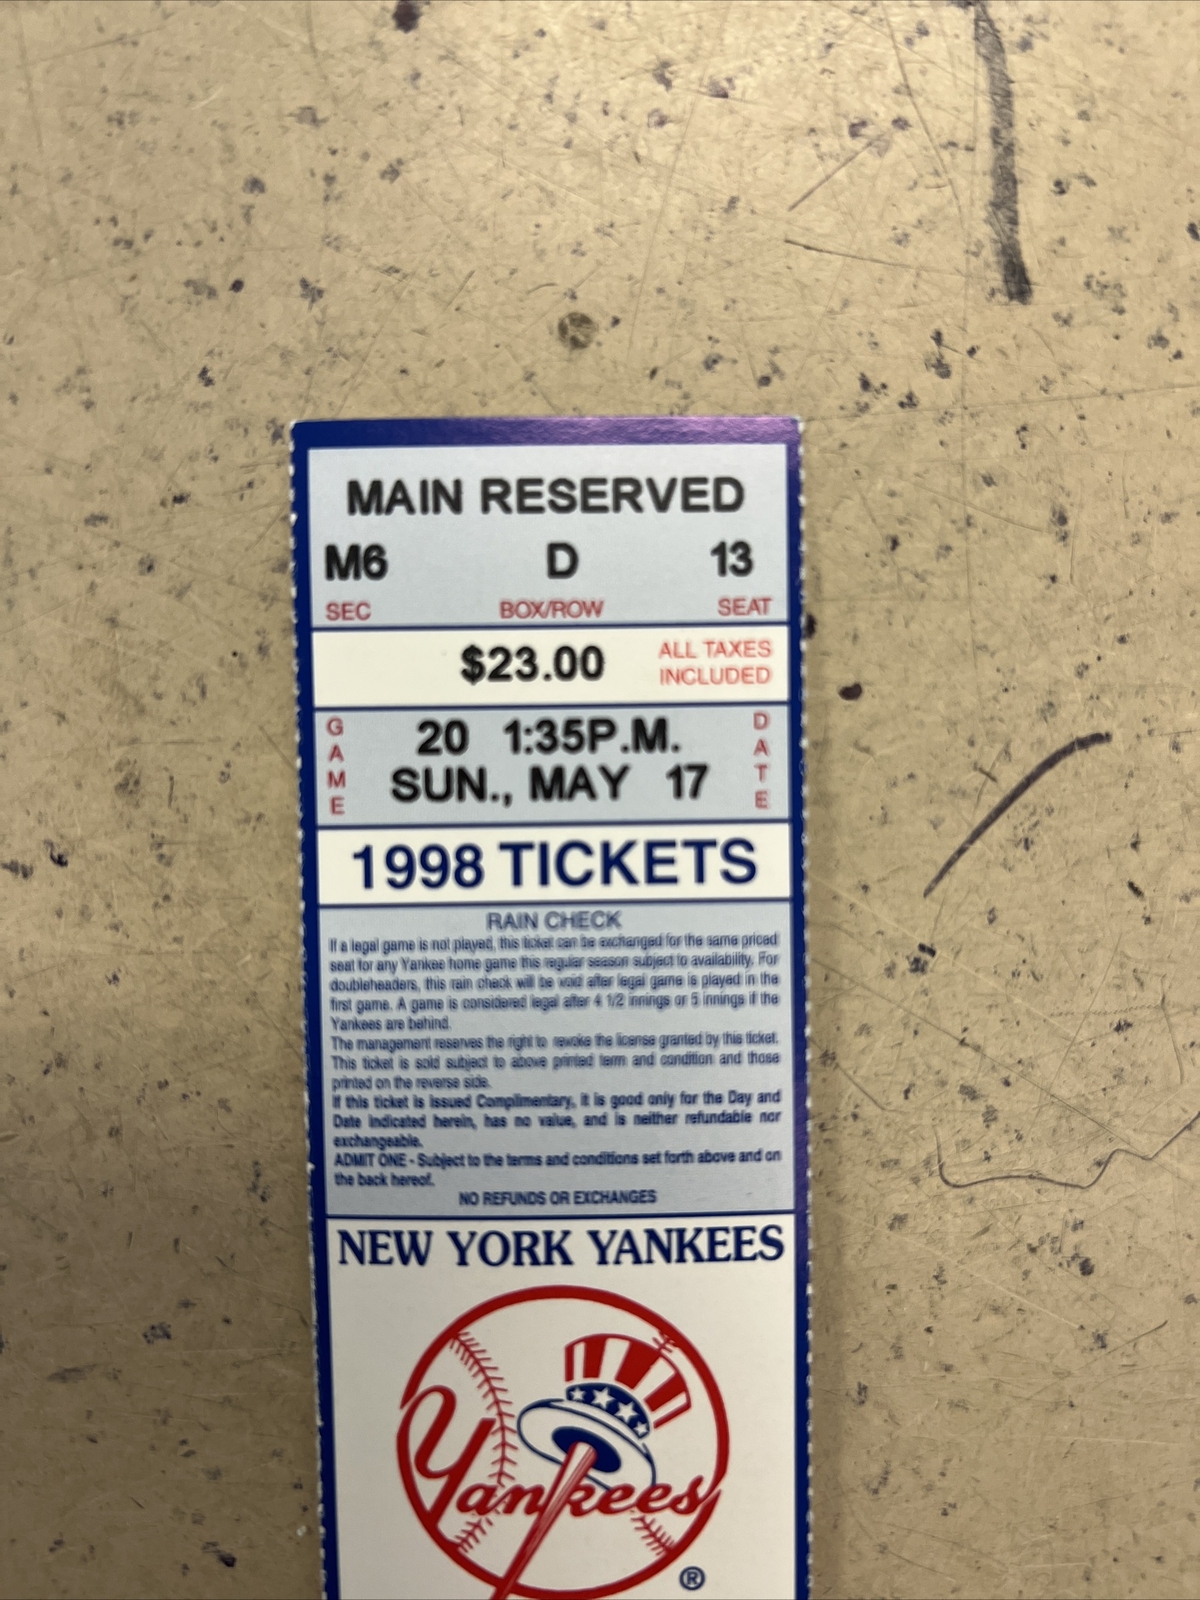 MAIN RESERVED
M6 D 13
SEC BOX/ROW SEAT
$23.00 ALL TAXES INCLUDED
GAME 20 1:35P.M. DATE
SUN., MAY 17
1998 TICKETS
RAIN CHECK
If a legal game is not played, this ticket can be exchanged for the same priced
seat for any Yankee home game this regular season subject to availability. For
doubleheaders, this rain check will be void after legal game is played in the
first game. A game is considered legal after 4 1/2 innings or 5 innings if the
Yankees are behind.
The management reserves the right to revoke the license granted by this ticket.
This ticket is sold subject to above printed term and condition and those
printed on the reverse side.
If this ticket is issued Complimentary, it is good only for the Day and
Date indicated herein, has no value, and is neither refundable nor
exchangeable.
ADMIT ONE - Subject to the terms and conditions set forth above and on
the back hereof.
NO REFUNDS OR EXCHANGES
NEW YORK YANKEES
Yankees
®